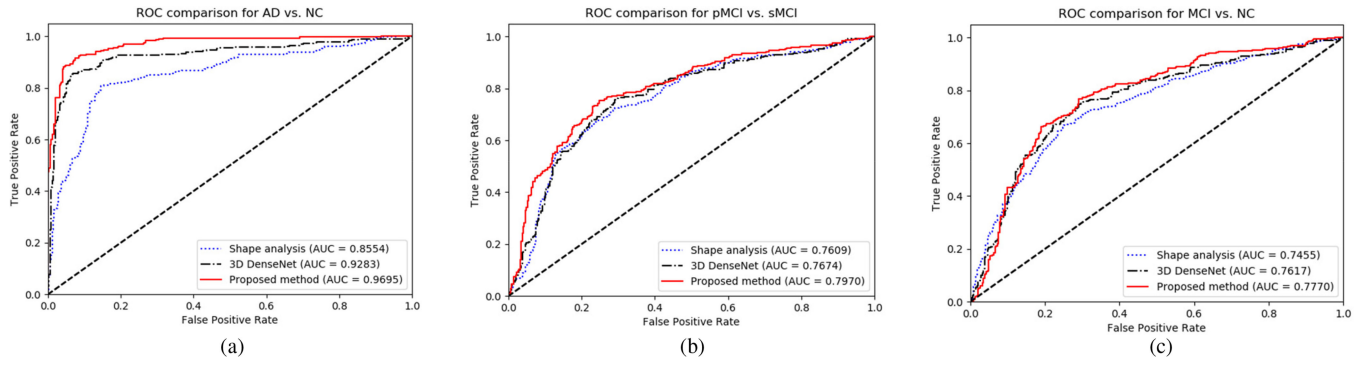 ROC comparison for AD vs. NC
True Positive Rate
1.0
0.8
0.6
0.4
0.2
0.0
Shape analysis (AUC = 0.8554)
3D DenseNet (AUC = 0.9283)
Proposed method (AUC = 0.9695)
0.0 0.2 0.4 0.6 0.8 1.0
False Positive Rate
(a)
ROC comparison for pMCI vs. sMCI
True Positive Rate
1.0
0.8
0.6
0.4
0.2
0.0
Shape analysis (AUC = 0.7609)
3D DenseNet (AUC = 0.7674)
Proposed method (AUC = 0.7970)
0.0 0.2 0.4 0.6 0.8 1.0
False Positive Rate
(b)
ROC comparison for MCI vs. NC
True Positive Rate
1.0
0.8
0.6
0.4
0.2
0.0
Shape analysis (AUC = 0.7455)
3D DenseNet (AUC = 0.7617)
Proposed method (AUC = 0.7770)
0.0 0.2 0.4 0.6 0.8 1.0
False Positive Rate
(c)